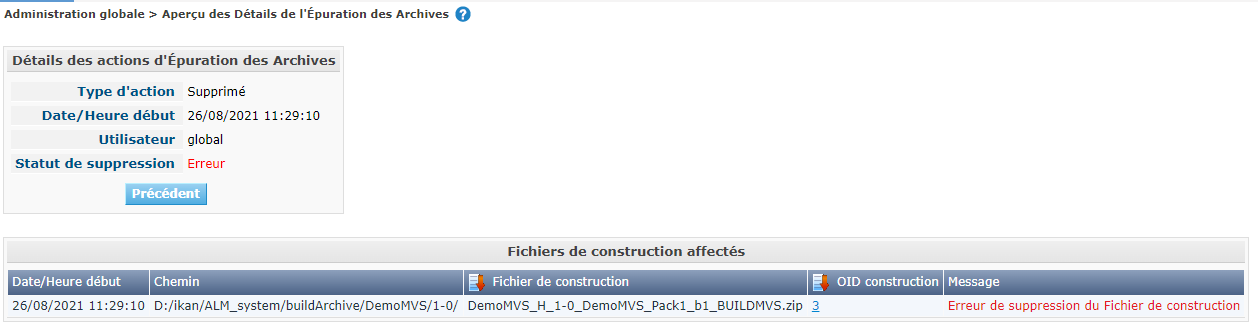 Administration globale > Aperçu des Détails de l'Épuration des Archives ?
Détails des actions d'Épuration des Archives
Type d'action Supprimé
Date/Heure début 26/08/2021 11:29:10
Utilisateur global
Statut de suppression Erreur
Précédent
Fichiers de construction affectés
Date/Heure début Chemin Fichier de construction OID construction Message
26/08/2021 11:29:10 D:/ikan/ALM_system/buildArchive/DemoMVS/1-0/ DemoMVS_H_1-0_DemoMVS_Pack1_b1_BUILDMVS.zip 3 Erreur de suppression du Fichier de construction